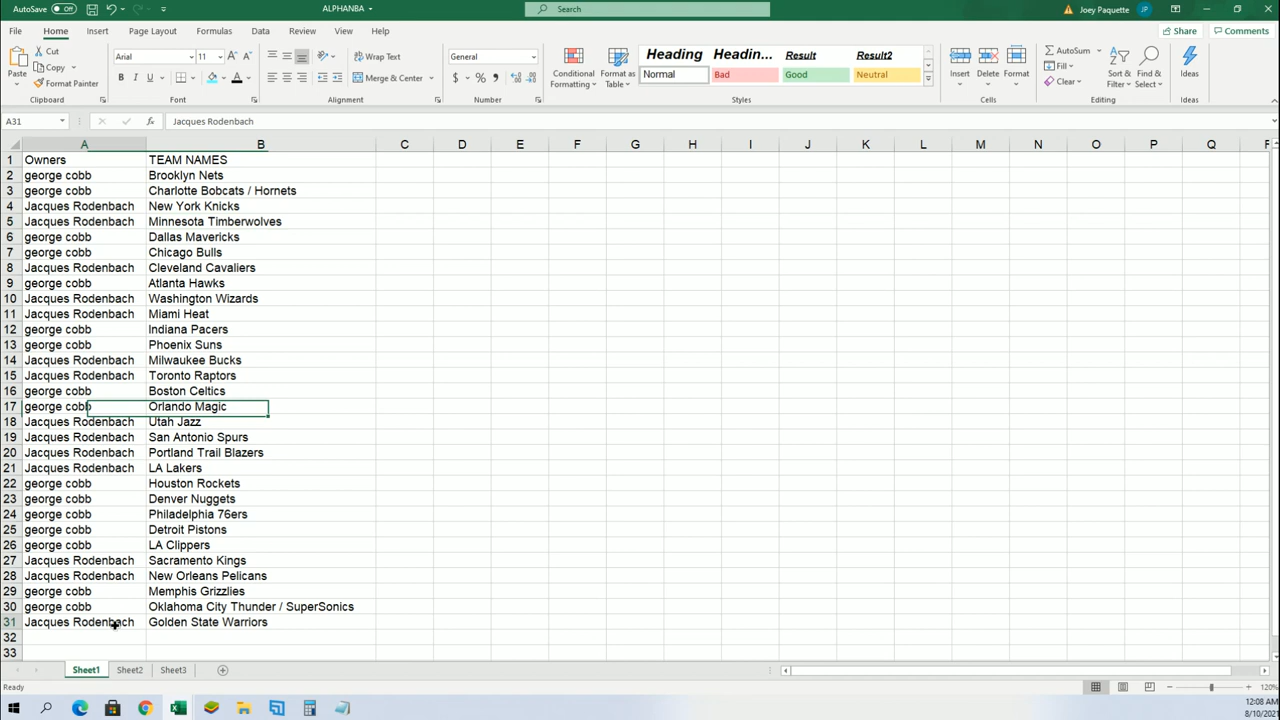 AutoSave Off ALPHANBA Search Joey Paquette JP
File Home Insert Page Layout Formulas Data Review View Help Share Comments
Paste Cut Copy Format Painter Clipboard
Arial 11 A A B I U A Font
Wrap Text Merge & Center Alignment
General $ % Number
Conditional Formatting Format as Table
Heading Headin... Result Result2
Normal Bad Good Neutral
Styles
Insert Delete Format Cells
AutoSum Fill Clear Sort & Filter Find & Select Editing
Ideas Ideas
A31 fx Jacques Rodenbach
A B C D E F G H I J K L M N O P Q
1 Owners TEAM NAMES
2 george cobb Brooklyn Nets
3 george cobb Charlotte Bobcats / Hornets
4 Jacques Rodenbach New York Knicks
5 Jacques Rodenbach Minnesota Timberwolves
6 george cobb Dallas Mavericks
7 george cobb Chicago Bulls
8 Jacques Rodenbach Cleveland Cavaliers
9 george cobb Atlanta Hawks
10 Jacques Rodenbach Washington Wizards
11 Jacques Rodenbach Miami Heat
12 george cobb Indiana Pacers
13 george cobb Phoenix Suns
14 Jacques Rodenbach Milwaukee Bucks
15 Jacques Rodenbach Toronto Raptors
16 george cobb Boston Celtics
17 george cobb Orlando Magic
18 Jacques Rodenbach Utah Jazz
19 Jacques Rodenbach San Antonio Spurs
20 Jacques Rodenbach Portland Trail Blazers
21 Jacques Rodenbach LA Lakers
22 george cobb Houston Rockets
23 george cobb Denver Nuggets
24 george cobb Philadelphia 76ers
25 george cobb Detroit Pistons
26 george cobb LA Clippers
27 Jacques Rodenbach Sacramento Kings
28 Jacques Rodenbach New Orleans Pelicans
29 george cobb Memphis Grizzlies
30 george cobb Oklahoma City Thunder / SuperSonics
31 Jacques Rodenbach Golden State Warriors
32
33
Sheet1 Sheet2 Sheet3
Ready 120%
12:08 AM